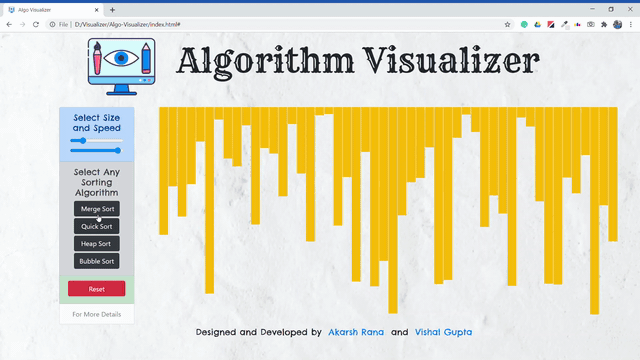 Algo Visualizer
File D:/Visualizer/Algo-Visualizer/index.html#
Algorithm Visualizer
Select Size
and Speed
Select Any
Sorting
Algorithm
Merge Sort
Quick Sort
Heap Sort
Bubble Sort
Reset
For More Details
Designed and Developed by Akarsh Rana and Vishal Gupta